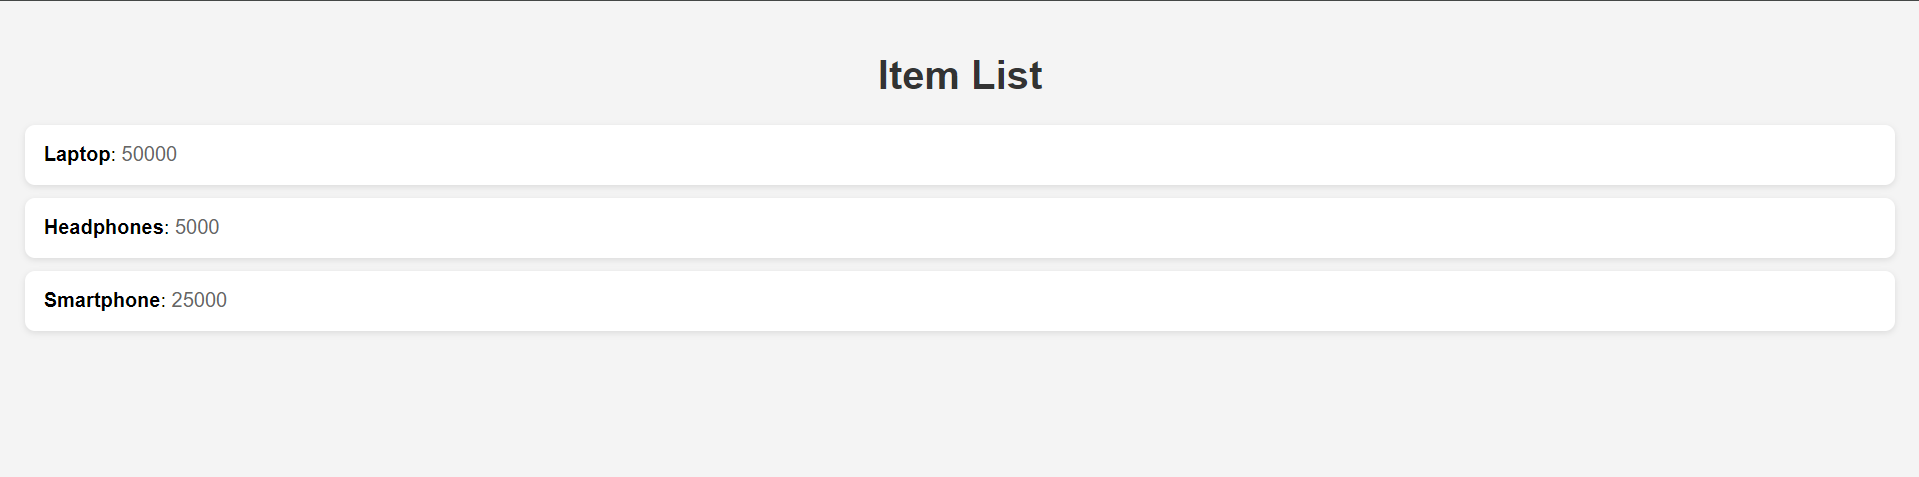 Item List
Laptop: 50000
Headphones: 5000
Smartphone: 25000